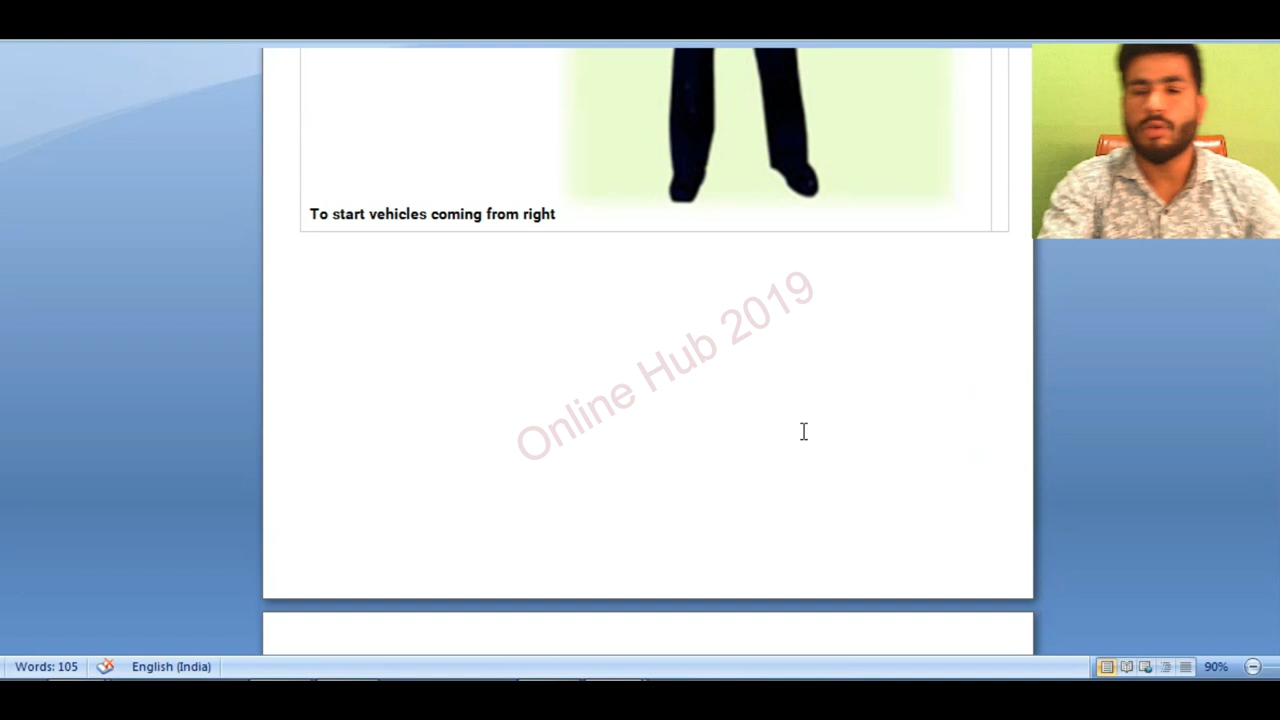 To start vehicles coming from right
Online Hub 2019
Words: 105
English (India)
90%